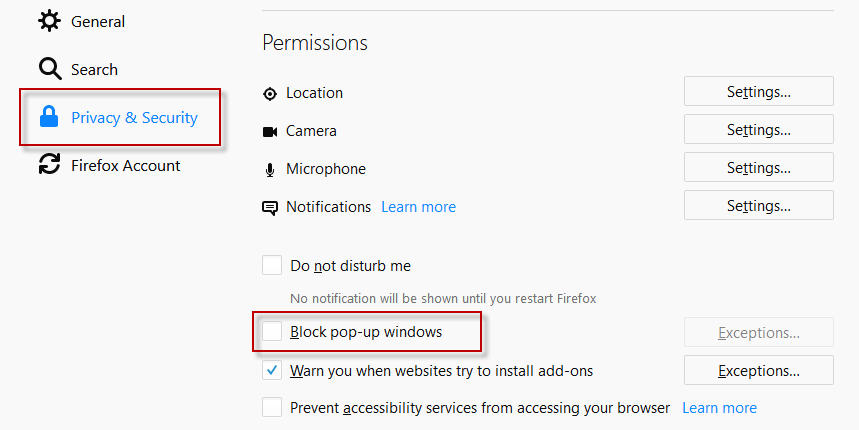 General
Search
Privacy & Security
Firefox Account
Permissions
Location Settings...
Camera Settings...
Microphone Settings...
Notifications Learn more Settings...
Do not disturb me
No notification will be shown until you restart Firefox
Block pop-up windows Exceptions...
Warn you when websites try to install add-ons Exceptions...
Prevent accessibility services from accessing your browser Learn more